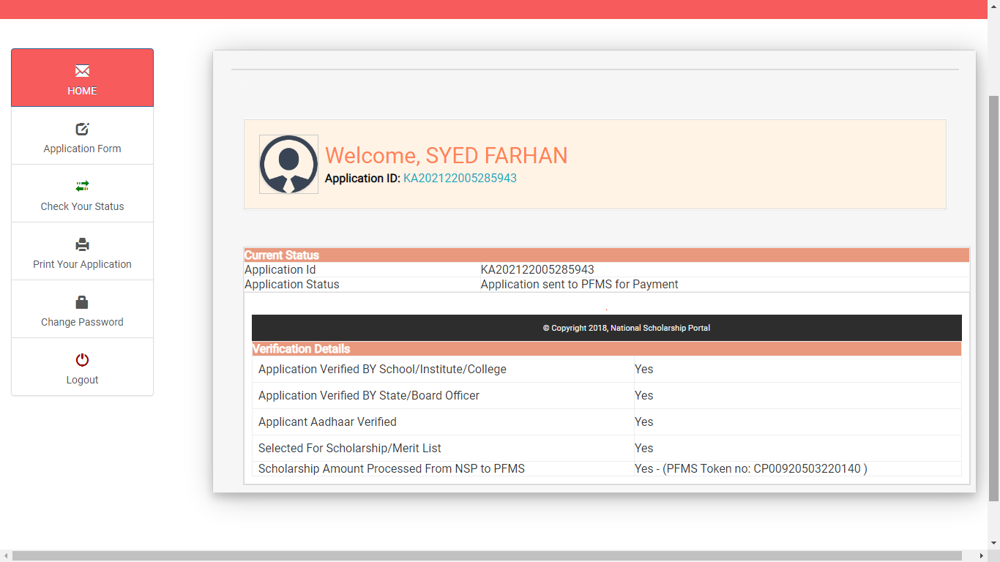 HOME
Application Form
Check Your Status
Print Your Application
Change Password
Logout
Welcome, SYED FARHAN
Application ID: KA202122005285943
Current Status
Application Id KA202122005285943
Application Status Application sent to PFMS for Payment
.
© Copyright 2018, National Scholarship Portal
Verification Details
Application Verified BY School/Institute/College Yes
Application Verified BY State/Board Officer Yes
Applicant Aadhaar Verified Yes
Selected For Scholarship/Merit List Yes
Scholarship Amount Processed From NSP to PFMS Yes - (PFMS Token no: CP00920503220140 )